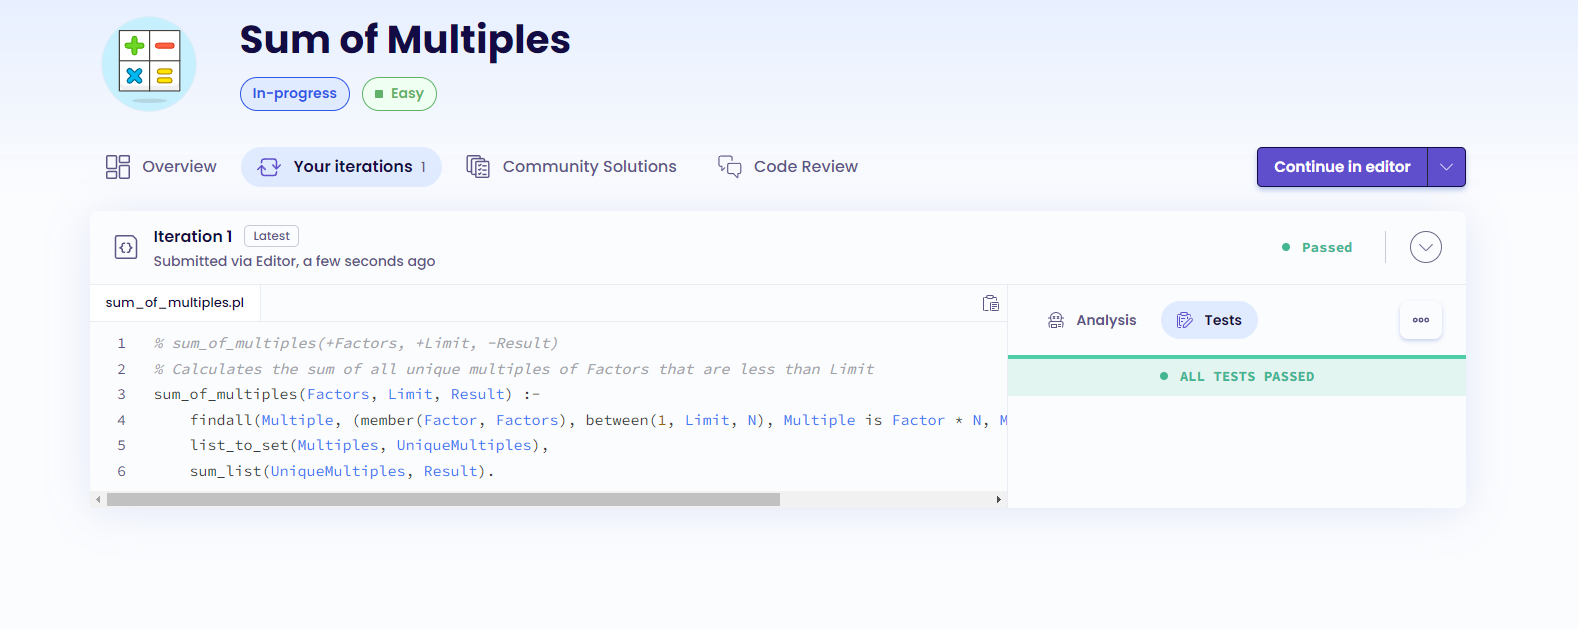 Sum of Multiples
In-progress
Easy
Overview
Your iterations 1
Community Solutions
Code Review
Continue in editor
Iteration 1 Latest
Submitted via Editor, a few seconds ago
Passed
sum_of_multiples.pl
1 % sum_of_multiples(+Factors, +Limit, -Result)
2 % Calculates the sum of all unique multiples of Factors that are less than Limit
3 sum_of_multiples(Factors, Limit, Result) :-
4 findall(Multiple, (member(Factor, Factors), between(1, Limit, N), Multiple is Factor * N, M
5 list_to_set(Multiples, UniqueMultiples),
6 sum_list(UniqueMultiples, Result).
Analysis
Tests
ALL TESTS PASSED